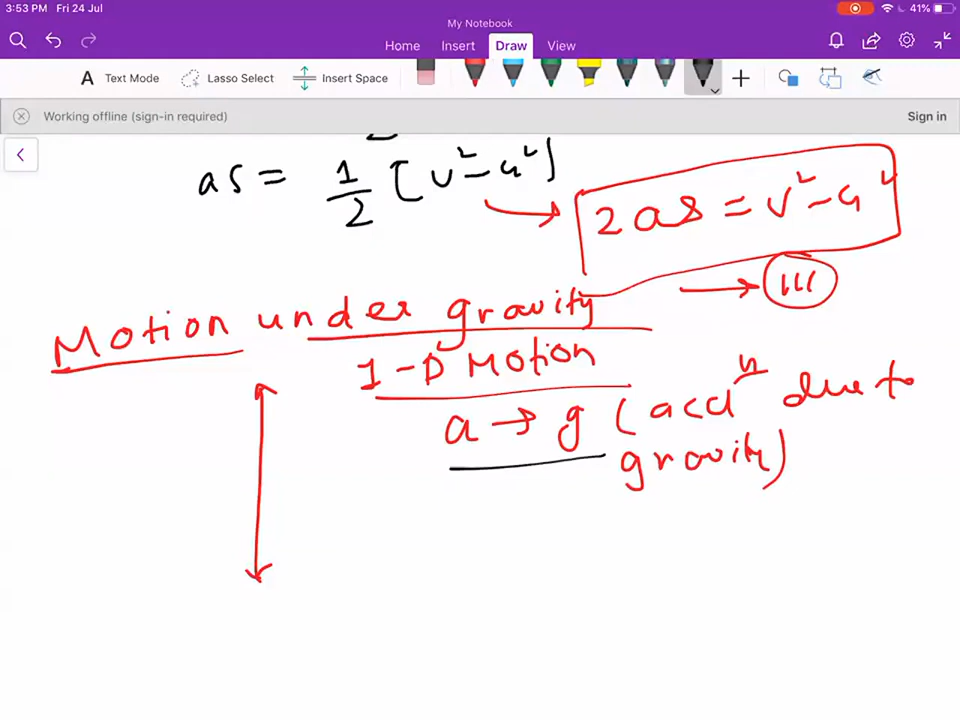 3:53 PM Fri 24 Jul
41%
My Notebook
Home Insert Draw View
A Text Mode Lasso Select Insert Space
Working offline (sign-in required) Sign in
as = 1/2 [v²-u²]
2as = v²-u²
III
Motion under gravity
1-D Motion
a → g (accⁿ due to
gravity)